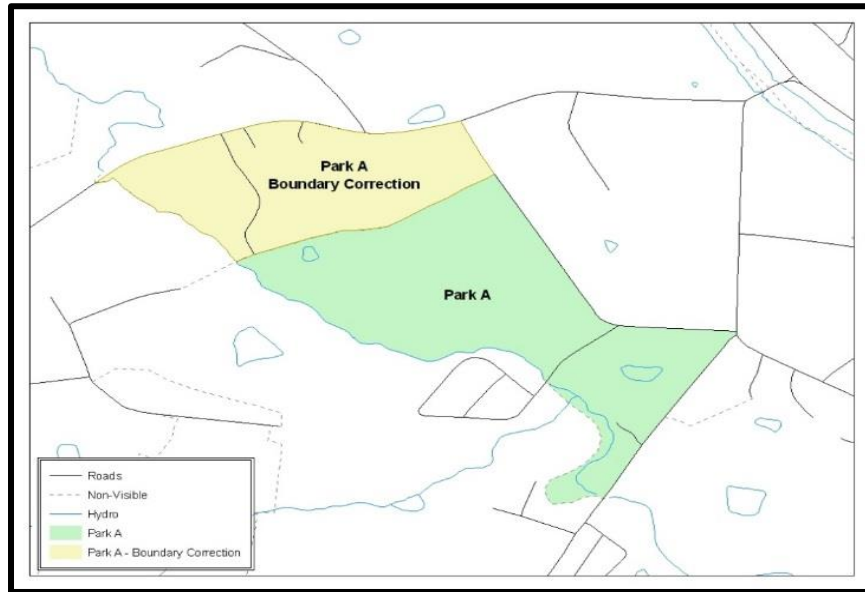 Park A
Boundary Correction
Park A
Roads
Non-Visible
Hydro
Park A
Park A - Boundary Correction